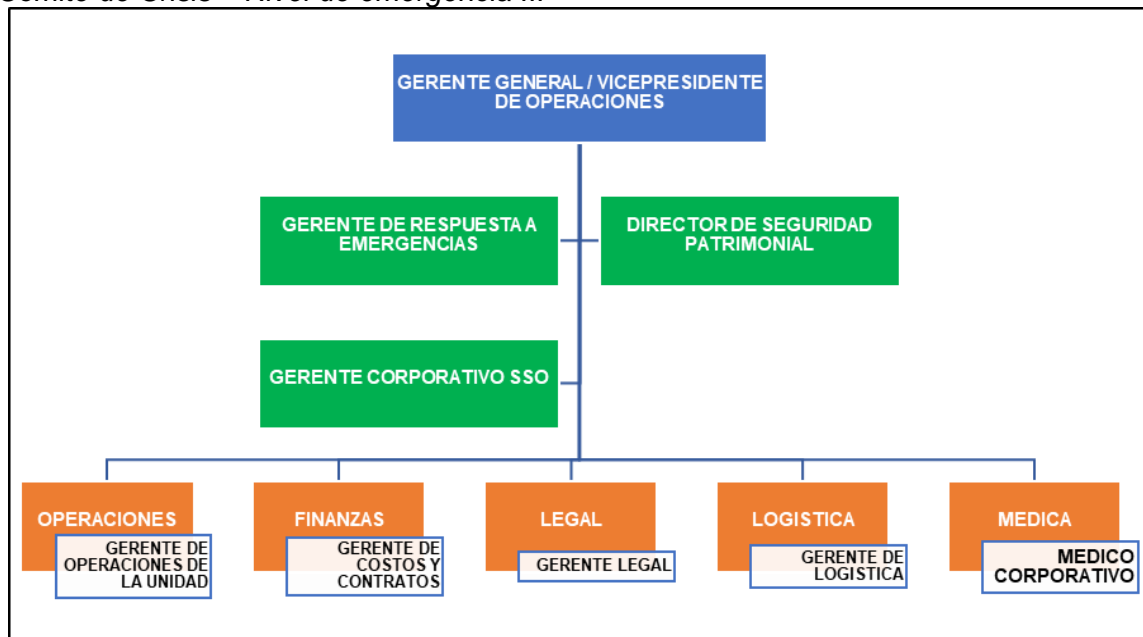 GERENTE GENERAL / VICEPRESIDENTE
DE OPERACIONES
GERENTE DE RESPUESTA A
EMERGENCIAS
DIRECTOR DE SEGURIDAD
PATRIMONIAL
GERENTE CORPORATIVO SSO
OPERACIONES
GERENTE DE
OPERACIONES DE
LA UNIDAD
FINANZAS
GERENTE DE
COSTOS Y
CONTRATOS
LEGAL
GERENTE LEGAL
LOGISTICA
GERENTE DE
LOGISTICA
MEDICA
MEDICO
CORPORATIVO